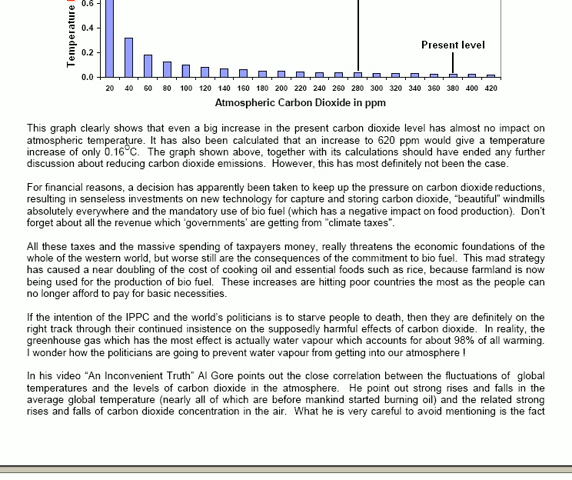 0.6
Temperature
0.4
0.2
0.0
Present level
20 40 60 80 100 120 140 160 180 200 220 240 260 280 300 320 340 360 380 400 420
Atmospheric Carbon Dioxide in ppm
This graph clearly shows that even a big increase in the present carbon dioxide level has almost no impact on
atmospheric temperature. It has also been calculated that an increase to 620 ppm would give a temperature
increase of only 0.16°C. The graph shown above, together with its calculations should have ended any further
discussion about reducing carbon dioxide emissions. However, this has most definitely not been the case.
For financial reasons, a decision has apparently been taken to keep up the pressure on carbon dioxide reductions,
resulting in senseless investments on new technology for capture and storing carbon dioxide, “beautiful” windmills
absolutely everywhere and the mandatory use of bio fuel (which has a negative impact on food production). Don’t
forget about all the revenue which ‘governments’ are getting from "climate taxes".
All these taxes and the massive spending of taxpayers money, really threatens the economic foundations of the
whole of the western world, but worse still are the consequences of the commitment to bio fuel. This mad strategy
has caused a near doubling of the cost of cooking oil and essential foods such as rice, because farmland is now
being used for the production of bio fuel. These increases are hitting poor countries the most as the people can
no longer afford to pay for basic necessities.
If the intention of the IPPC and the world’s politicians is to starve people to death, then they are definitely on the
right track through their continued insistence on the supposedly harmful effects of carbon dioxide. In reality, the
greenhouse gas which has the most effect is actually water vapour which accounts for about 98% of all warming.
I wonder how the politicians are going to prevent water vapour from getting into our atmosphere !
In his video “An Inconvenient Truth” Al Gore points out the close correlation between the fluctuations of global
temperatures and the levels of carbon dioxide in the atmosphere. He point out strong rises and falls in the
average global temperature (nearly all of which are before mankind started burning oil) and the related strong
rises and falls of carbon dioxide concentration in the air. What he is very careful to avoid mentioning is the fact